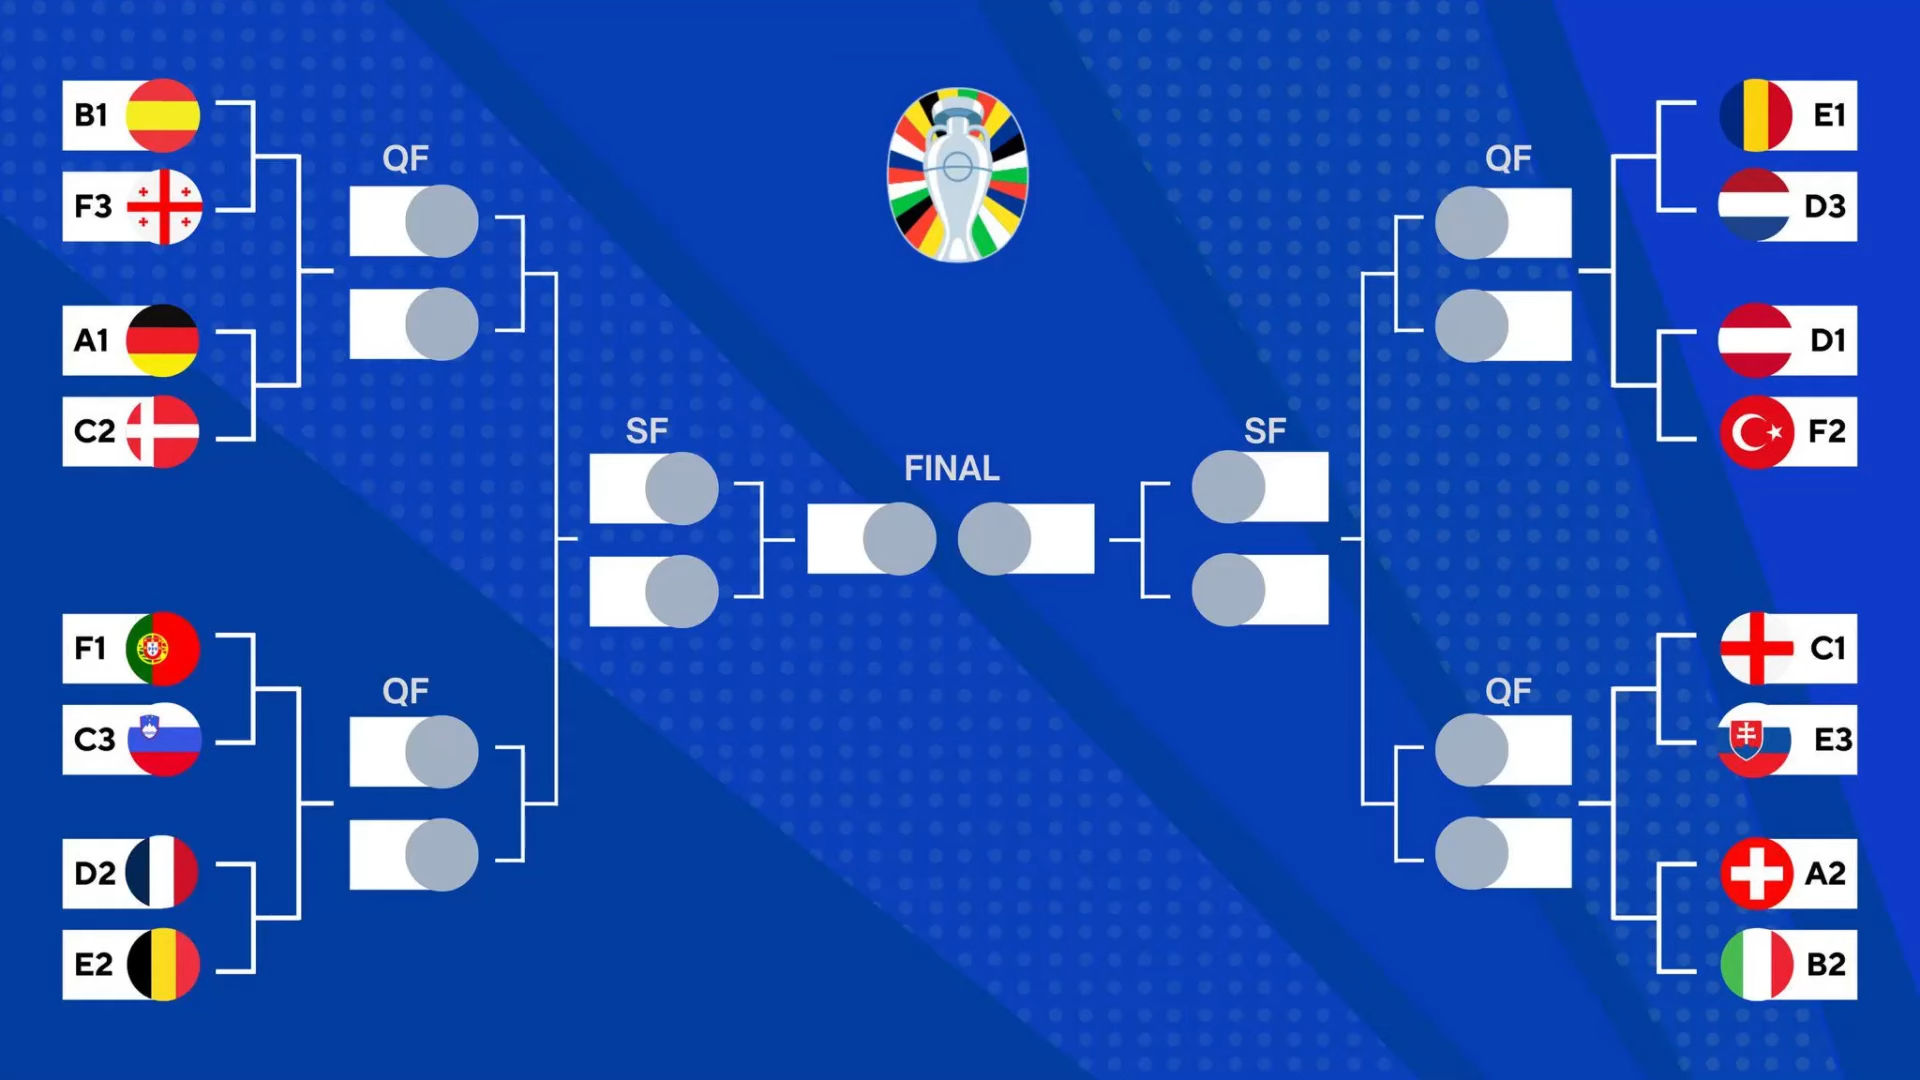 B1
F3
A1
C2
F1
C3
D2
E2
QF
QF
SF
FINAL
SF
QF
QF
E1
D3
D1
F2
C1
E3
A2
B2